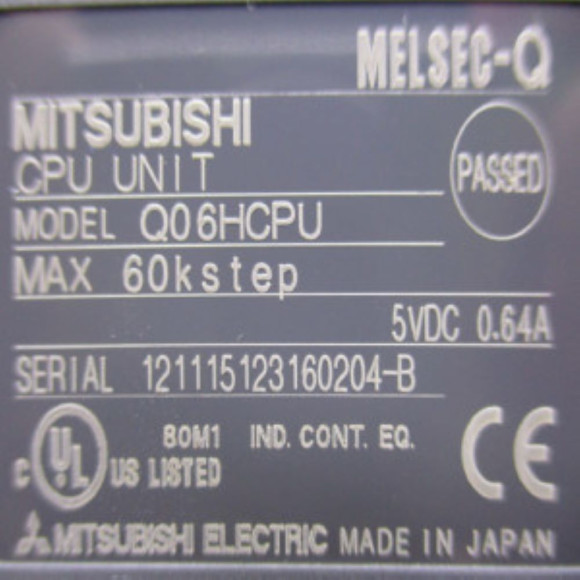 MELSEC-Q
MITSUBISHI
CPU UNIT
PASSED
MODEL Q06HCPU
MAX 60kstep
5VDC 0.64A
SERIAL 121115123160204-B
80M1 IND. CONT. EQ.
C UL US LISTED
CE
MITSUBISHI ELECTRIC MADE IN JAPAN